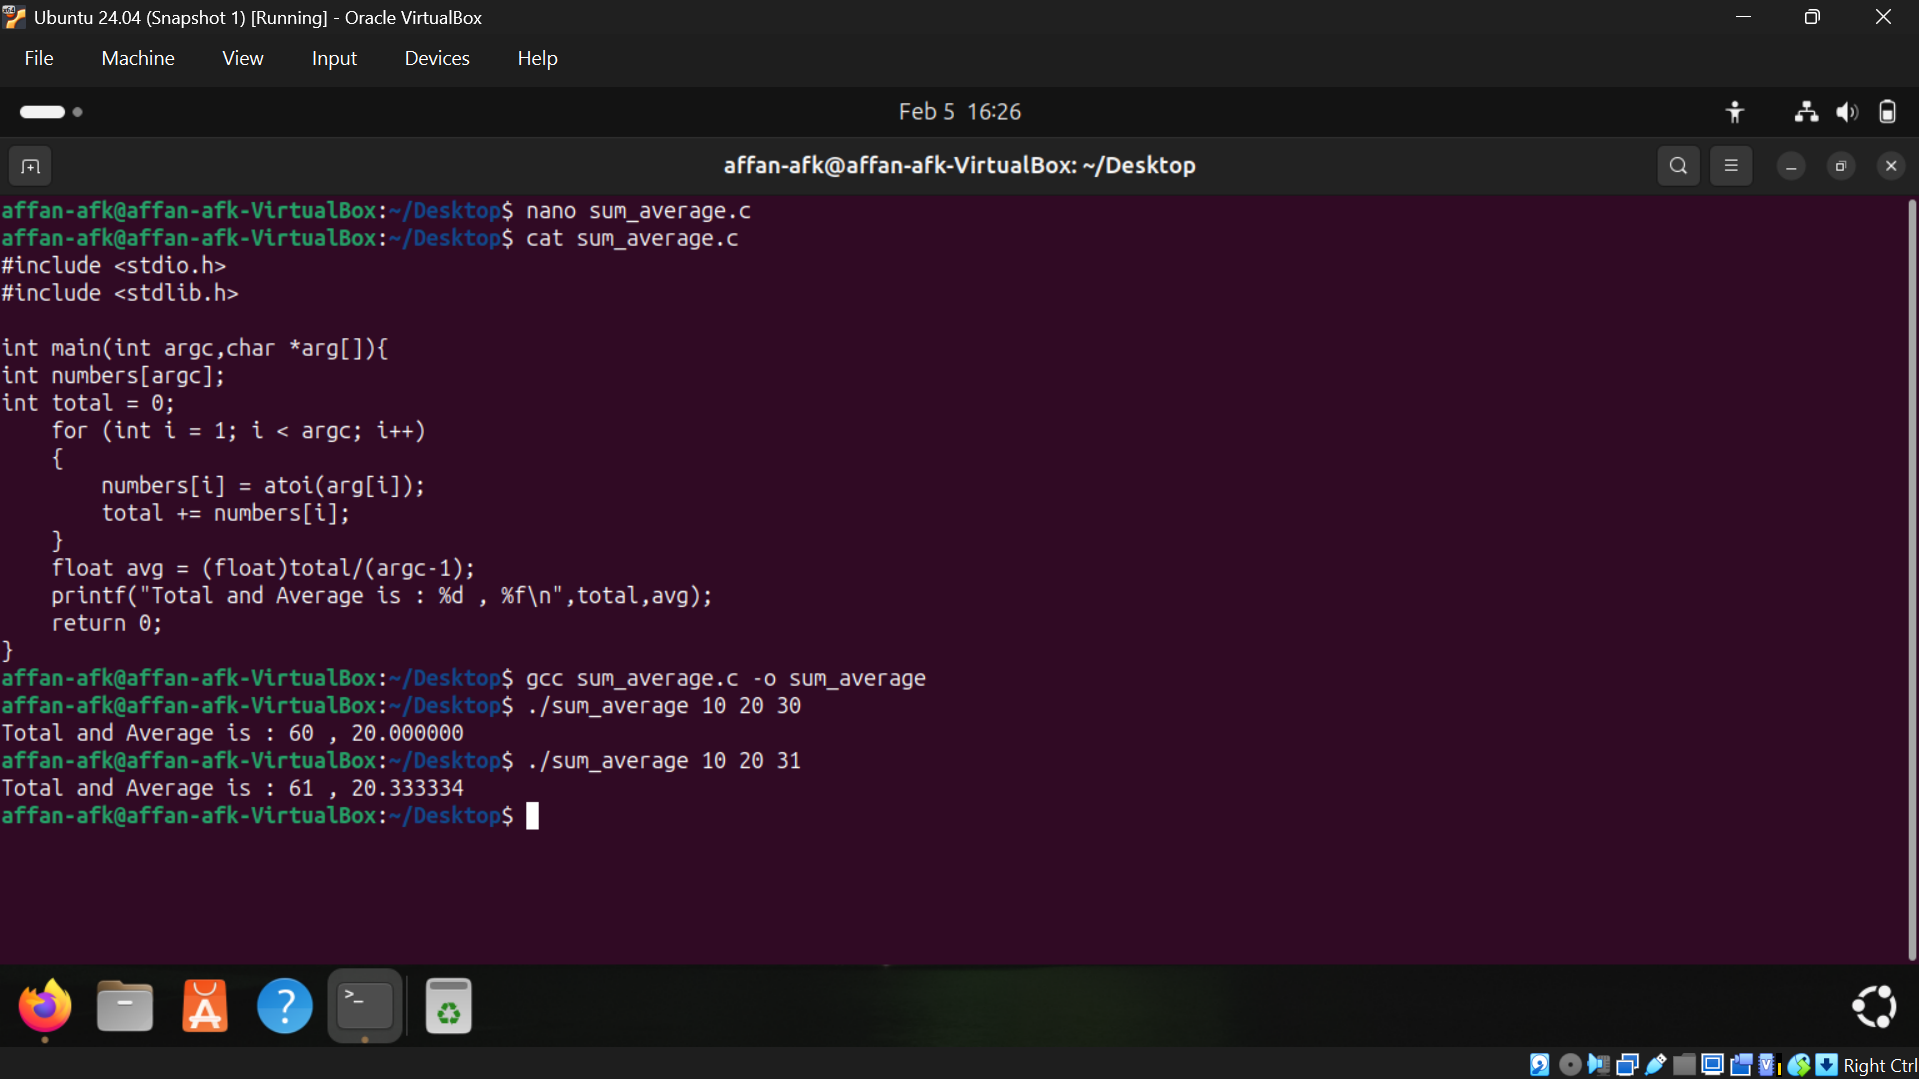 Ubuntu 24.04 (Snapshot 1) [Running] - Oracle VirtualBox
File Machine View Input Devices Help
Feb 5 16:26
affan-afk@affan-afk-VirtualBox: ~/Desktop
affan-afk@affan-afk-VirtualBox:~/Desktop$ nano sum_average.c
affan-afk@affan-afk-VirtualBox:~/Desktop$ cat sum_average.c
#include <stdio.h>
#include <stdlib.h>
int main(int argc,char *arg[]){
int numbers[argc];
int total = 0;
    for (int i = 1; i < argc; i++)
    {
        numbers[i] = atoi(arg[i]);
        total += numbers[i];
    }
    float avg = (float)total/(argc-1);
    printf("Total and Average is : %d , %f\n",total,avg);
    return 0;
}
affan-afk@affan-afk-VirtualBox:~/Desktop$ gcc sum_average.c -o sum_average
affan-afk@affan-afk-VirtualBox:~/Desktop$ ./sum_average 10 20 30
Total and Average is : 60 , 20.000000
affan-afk@affan-afk-VirtualBox:~/Desktop$ ./sum_average 10 20 31
Total and Average is : 61 , 20.333334
affan-afk@affan-afk-VirtualBox:~/Desktop$
Right Ctrl